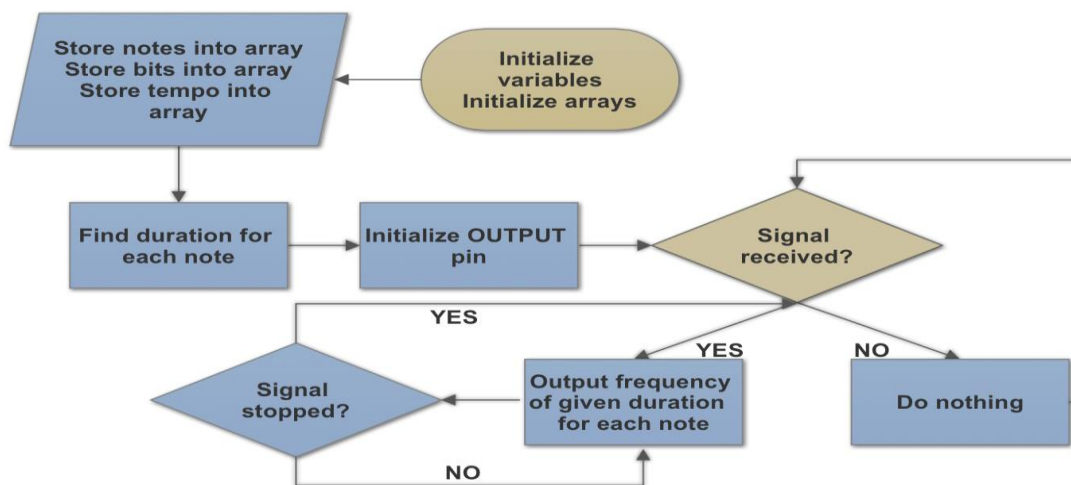 Store notes into array
Store bits into array
Store tempo into
array
Initialize
variables
Initialize arrays
Find duration for
each note
Initialize OUTPUT
pin
Signal
received?
YES
YES
NO
Signal
stopped?
Output frequency
of given duration
for each note
Do nothing
NO